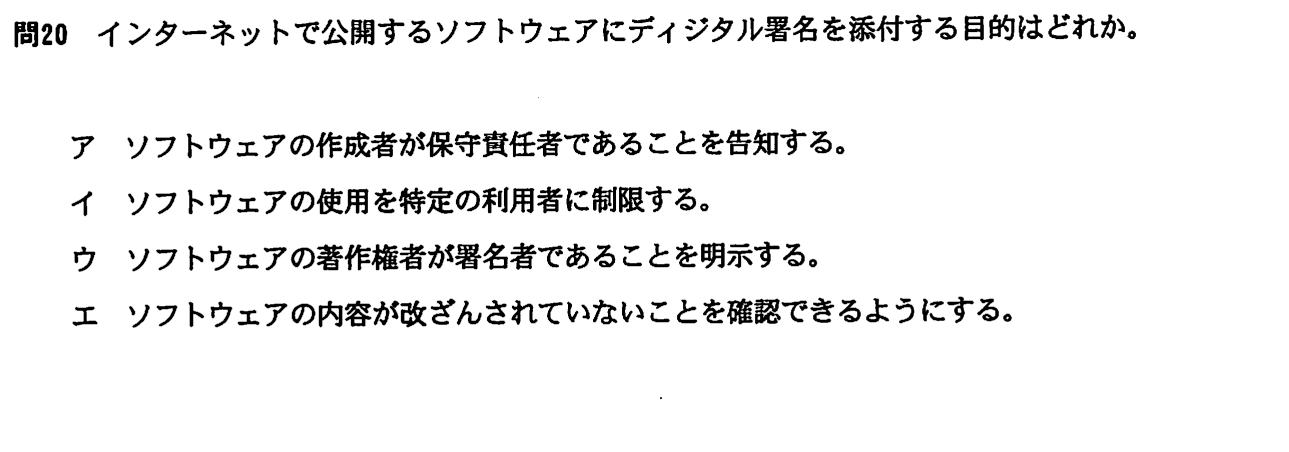 問20 インターネットで公開するソフトウェアにディジタル署名を添付する目的はどれか。
ア ソフトウェアの作成者が保守責任者であることを告知する。
イ ソフトウェアの使用を特定の利用者に制限する。
ウ ソフトウェアの著作権者が署名者であることを明示する。
エ ソフトウェアの内容が改ざんされていないことを確認できるようにする。